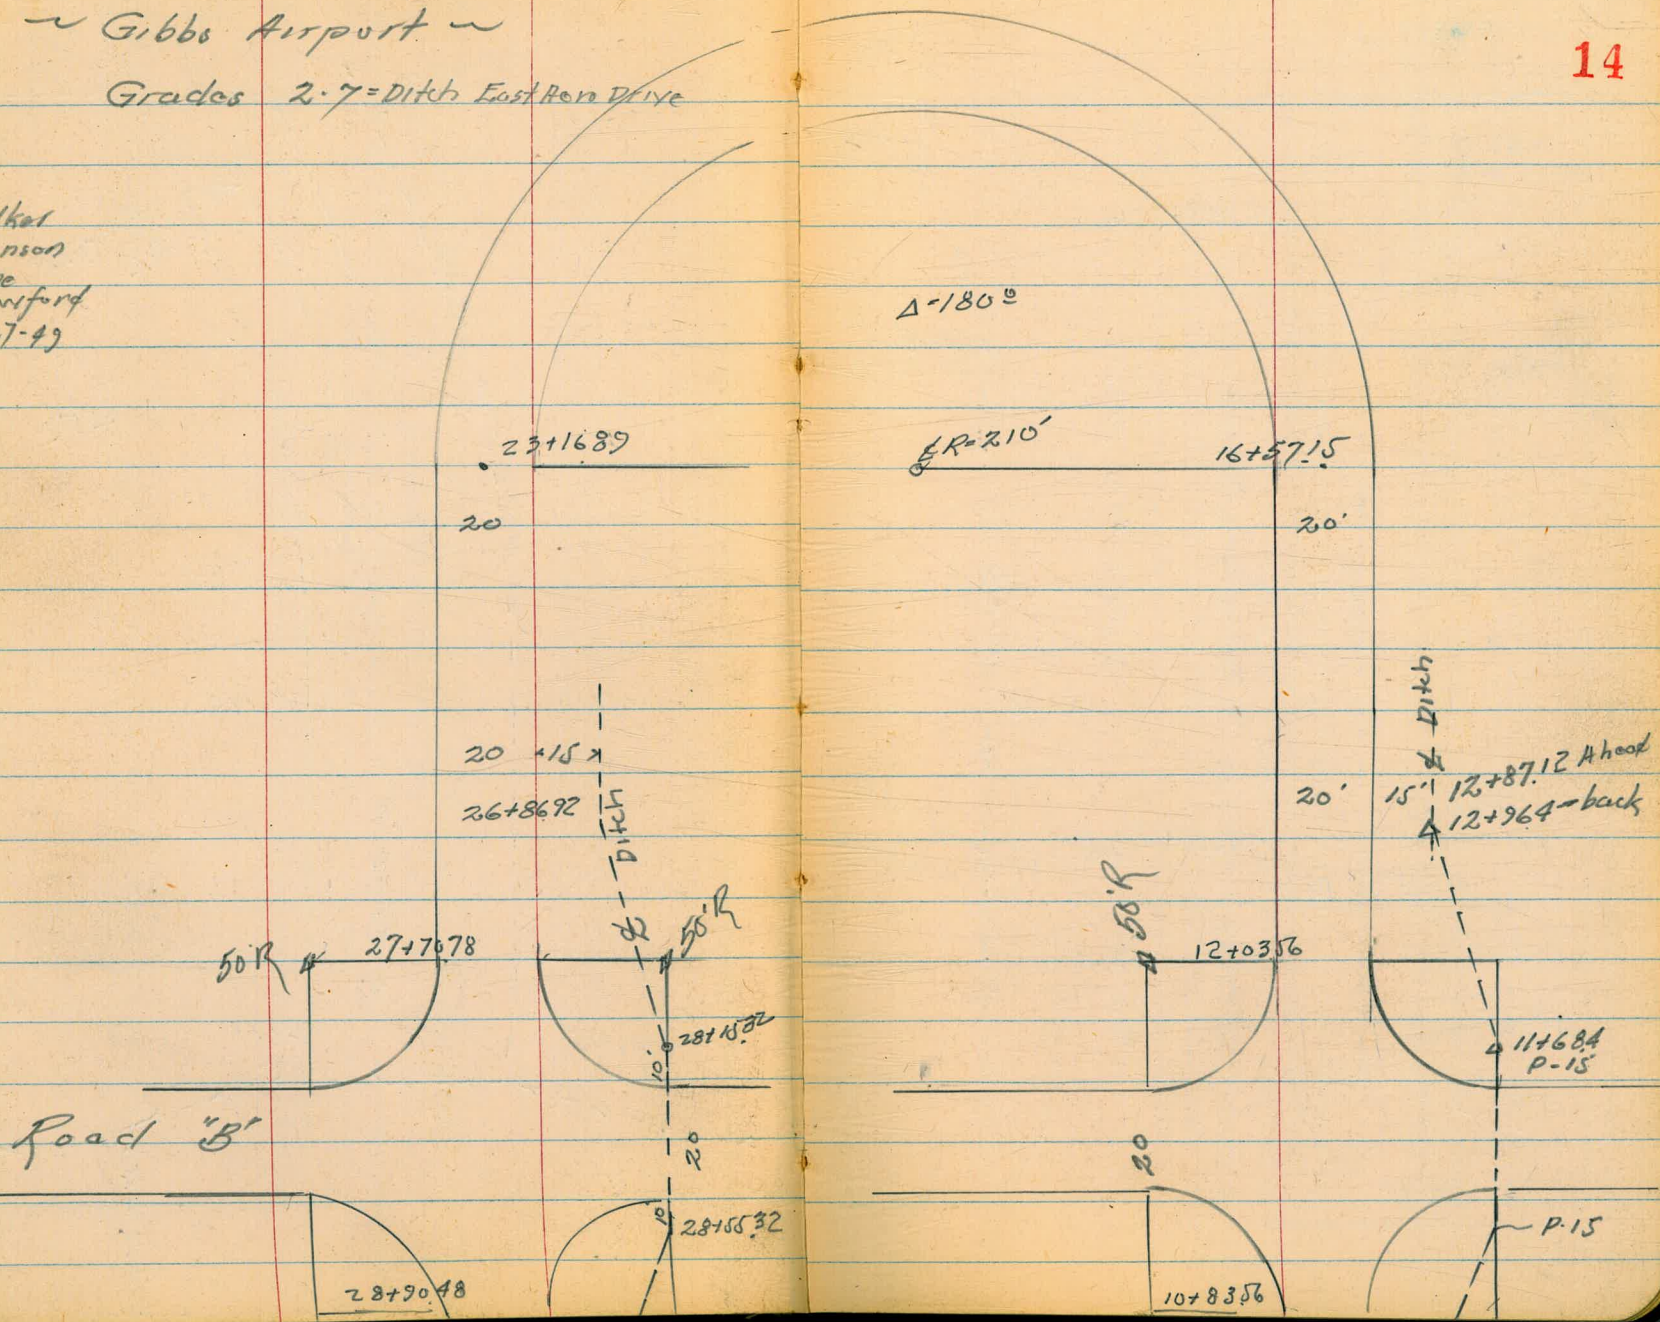 ~ Gibbs Airport ~
14
Grades 2.7=Ditch East Aero Drive
lker
nson
e
wford
7-49
Δ=180°
23+16.89
℄ R=210'
16+57.15
20
20'
Ditch
20 15
20' 15' ℄ 12+87.12 Ahead
26+86.92
12+96.4 - back
Ditch
℄
50'R
50'R
50'R
27+70.78
12+03.56
28+15.32
11+68.4
P-15
10'
Road "B"
20
20
10'
28+55.32
P-15
28+90.48
10+83.56